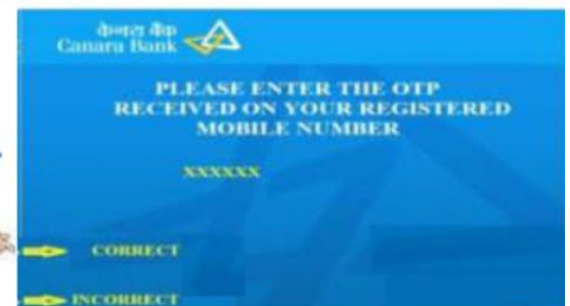 केनरा बैंक
Canara Bank
PLEASE ENTER THE OTP
RECEIVED ON YOUR REGISTERED
MOBILE NUMBER
XXXXXX
CORRECT
INCORRECT